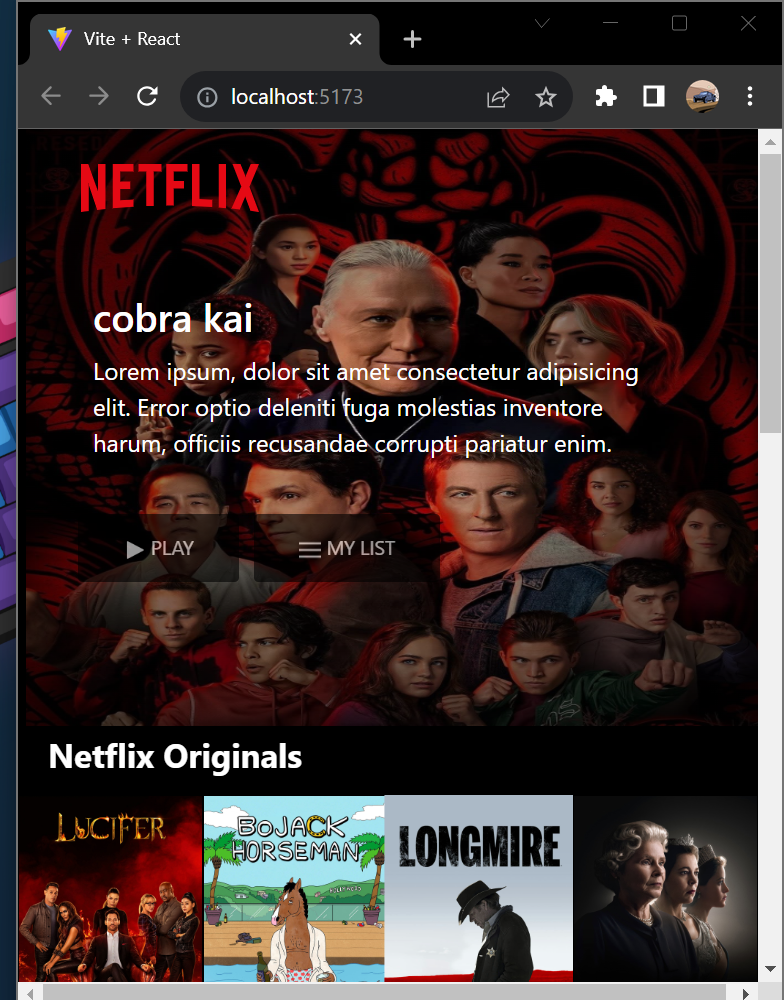 Vite + React
localhost:5173
NETFLIX
cobra kai
Lorem ipsum, dolor sit amet consectetur adipisicing
elit. Error optio deleniti fuga molestias inventore
harum, officiis recusandae corrupti pariatur enim.
PLAY
MY LIST
Netflix Originals
LUCIFER
BOJACK
HORSEMAN
LONGMIRE